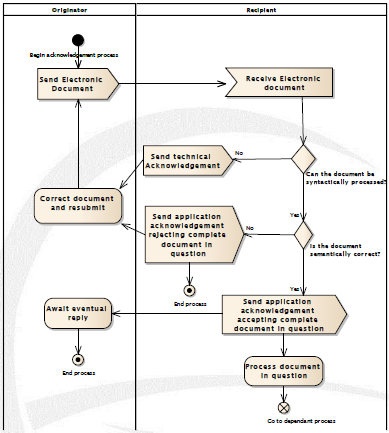 Originator
Recipient
Begin acknowledgement process
Send Electronic
Document
Receive Electronic
document
Send technical
Acknowledgement
No
Can the document be
syntactically processed?
Correct document
and resubmit
Send application
acknowledgement
rejecting complete
document in
question
No
Yes
Is the document
semantically correct?
End process
Yes
Await eventual
reply
Send application
acknowledgement
accepting complete
document in question
End process
Process document
in question
Go to dependant process